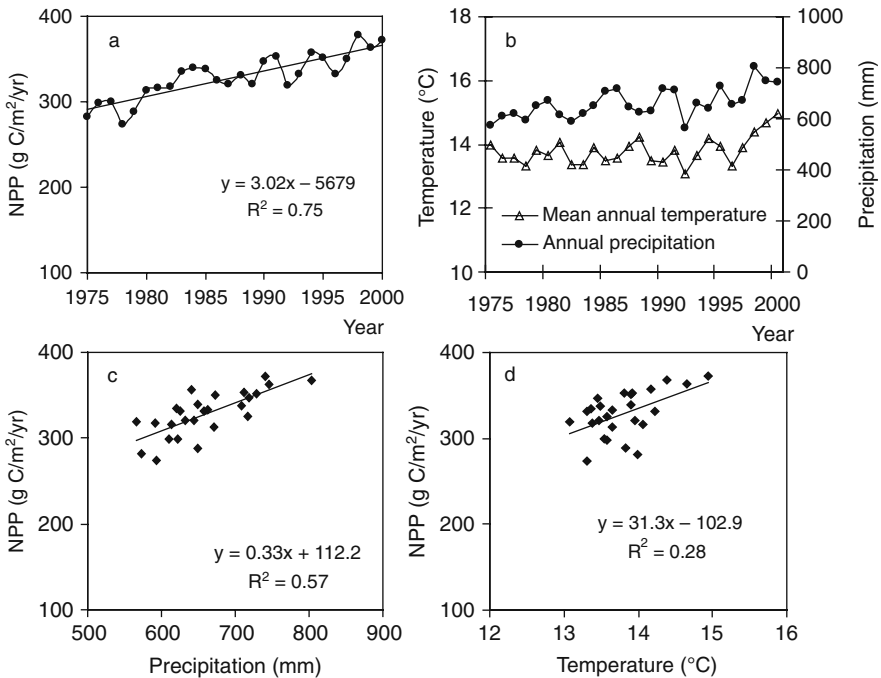 a
400
300
200
100
NPP (g C/m²/yr)
y = 3.02x – 5679
R² = 0.75
1975 1980 1985 1990 1995 2000
Year
b
18
16
14
12
10
Temperature (°C)
1000
800
600
400
200
0
Precipitation (mm)
Mean annual temperature
Annual precipitation
1975 1980 1985 1990 1995 2000
Year
c
400
300
200
100
NPP (g C/m²/yr)
y = 0.33x + 112.2
R² = 0.57
500 600 700 800 900
Precipitation (mm)
d
400
300
200
100
NPP (g C/m²/yr)
y = 31.3x – 102.9
R² = 0.28
12 13 14 15 16
Temperature (°C)